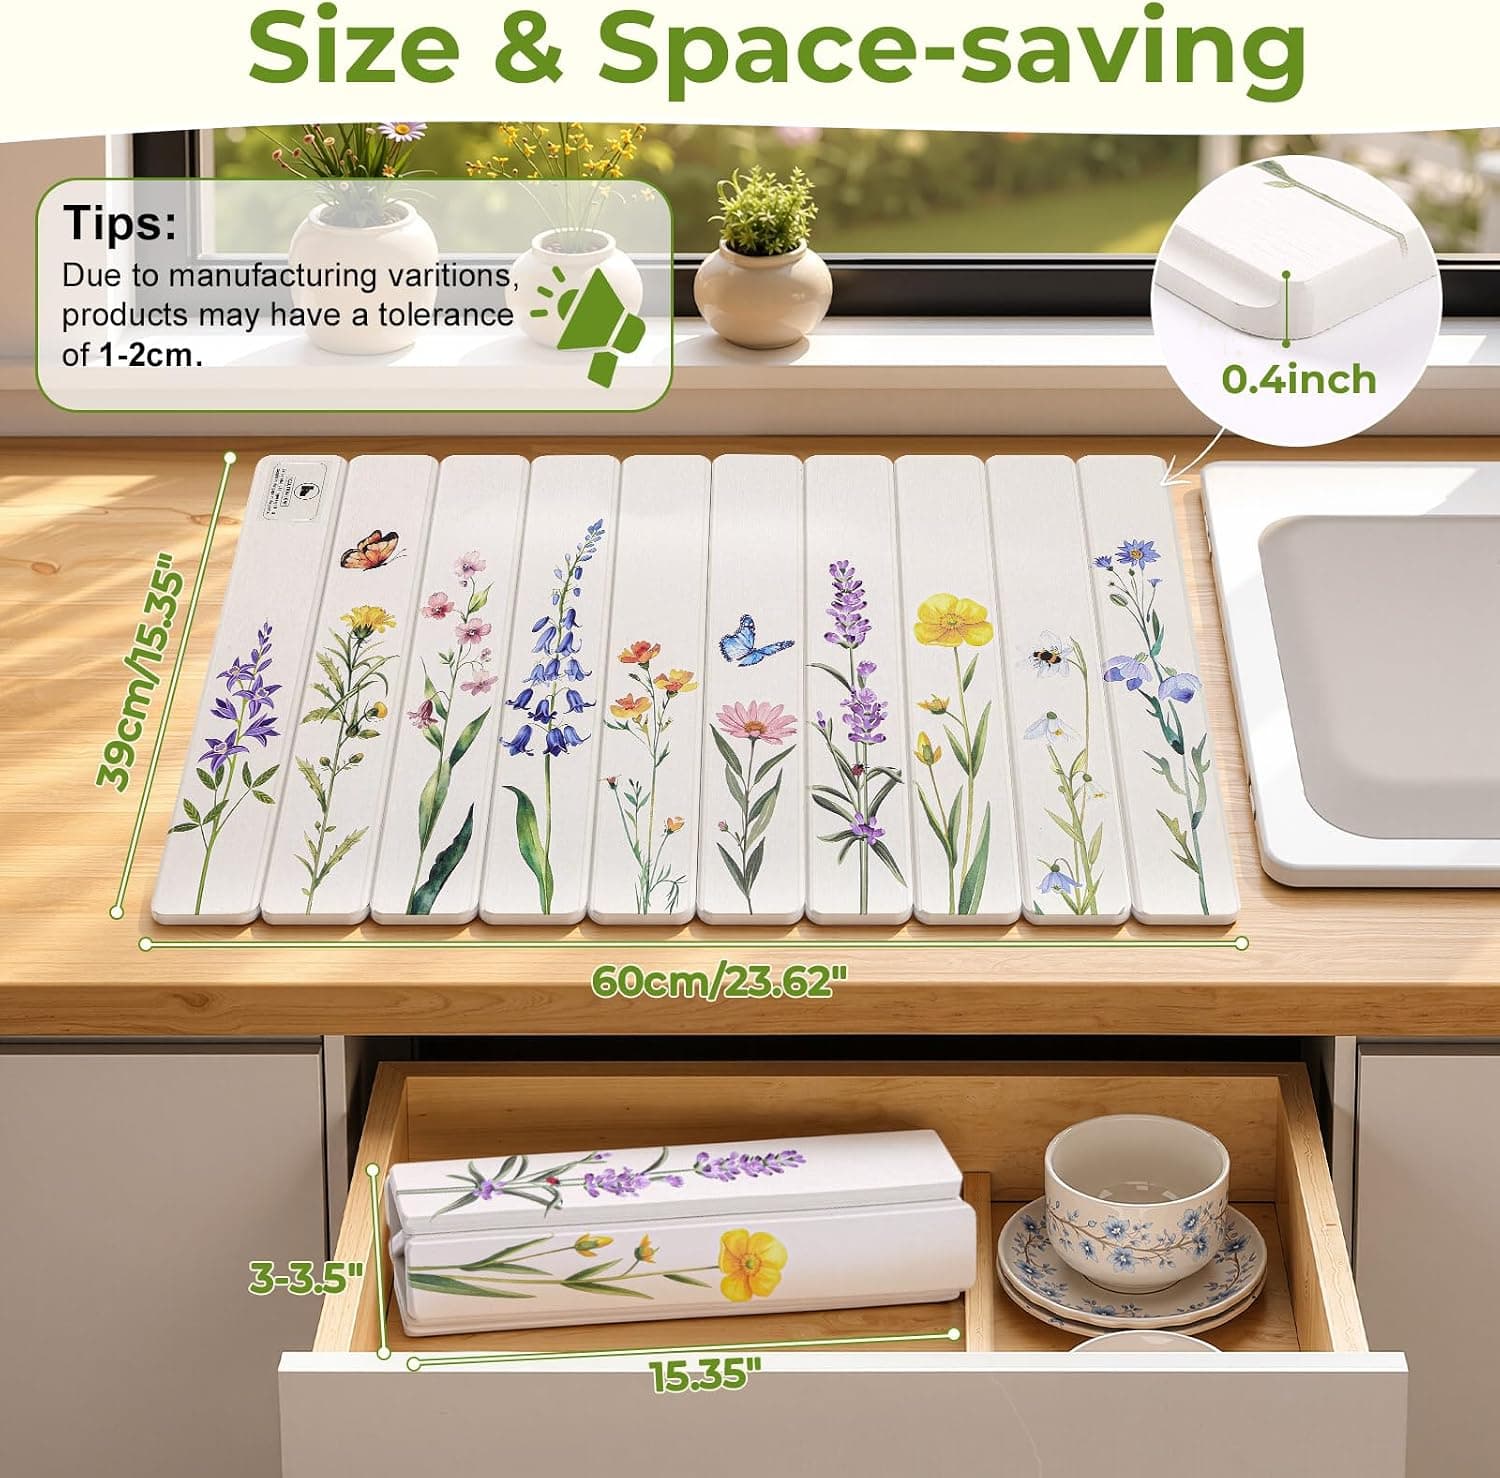 Size & Space-saving
Tips:
Due to manufacturing varitions,
products may have a tolerance
of 1-2cm.
0.4inch
39cm/15.35"
60cm/23.62"
3-3.5"
15.35"